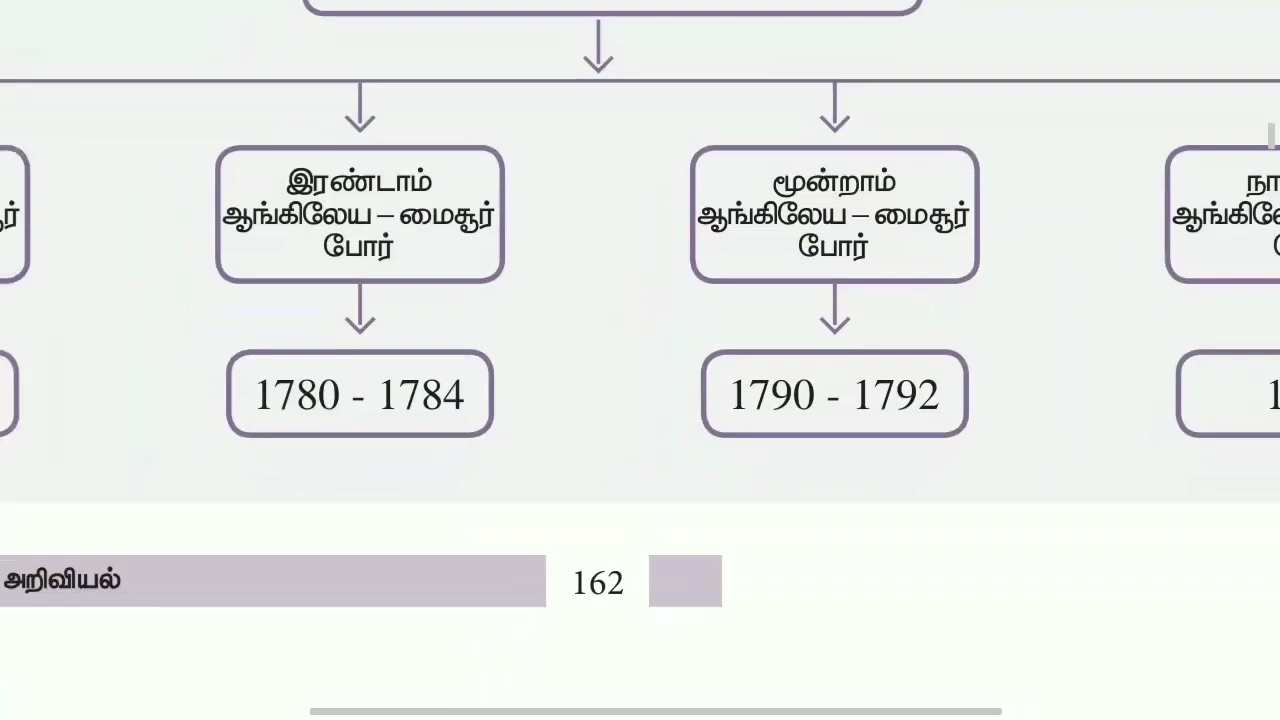 இரண்டாம்
ஆங்கிலேய – மைசூர்
போர்
மூன்றாம்
ஆங்கிலேய – மைசூர்
போர்
1780 - 1784
1790 - 1792
அறிவியல்
162